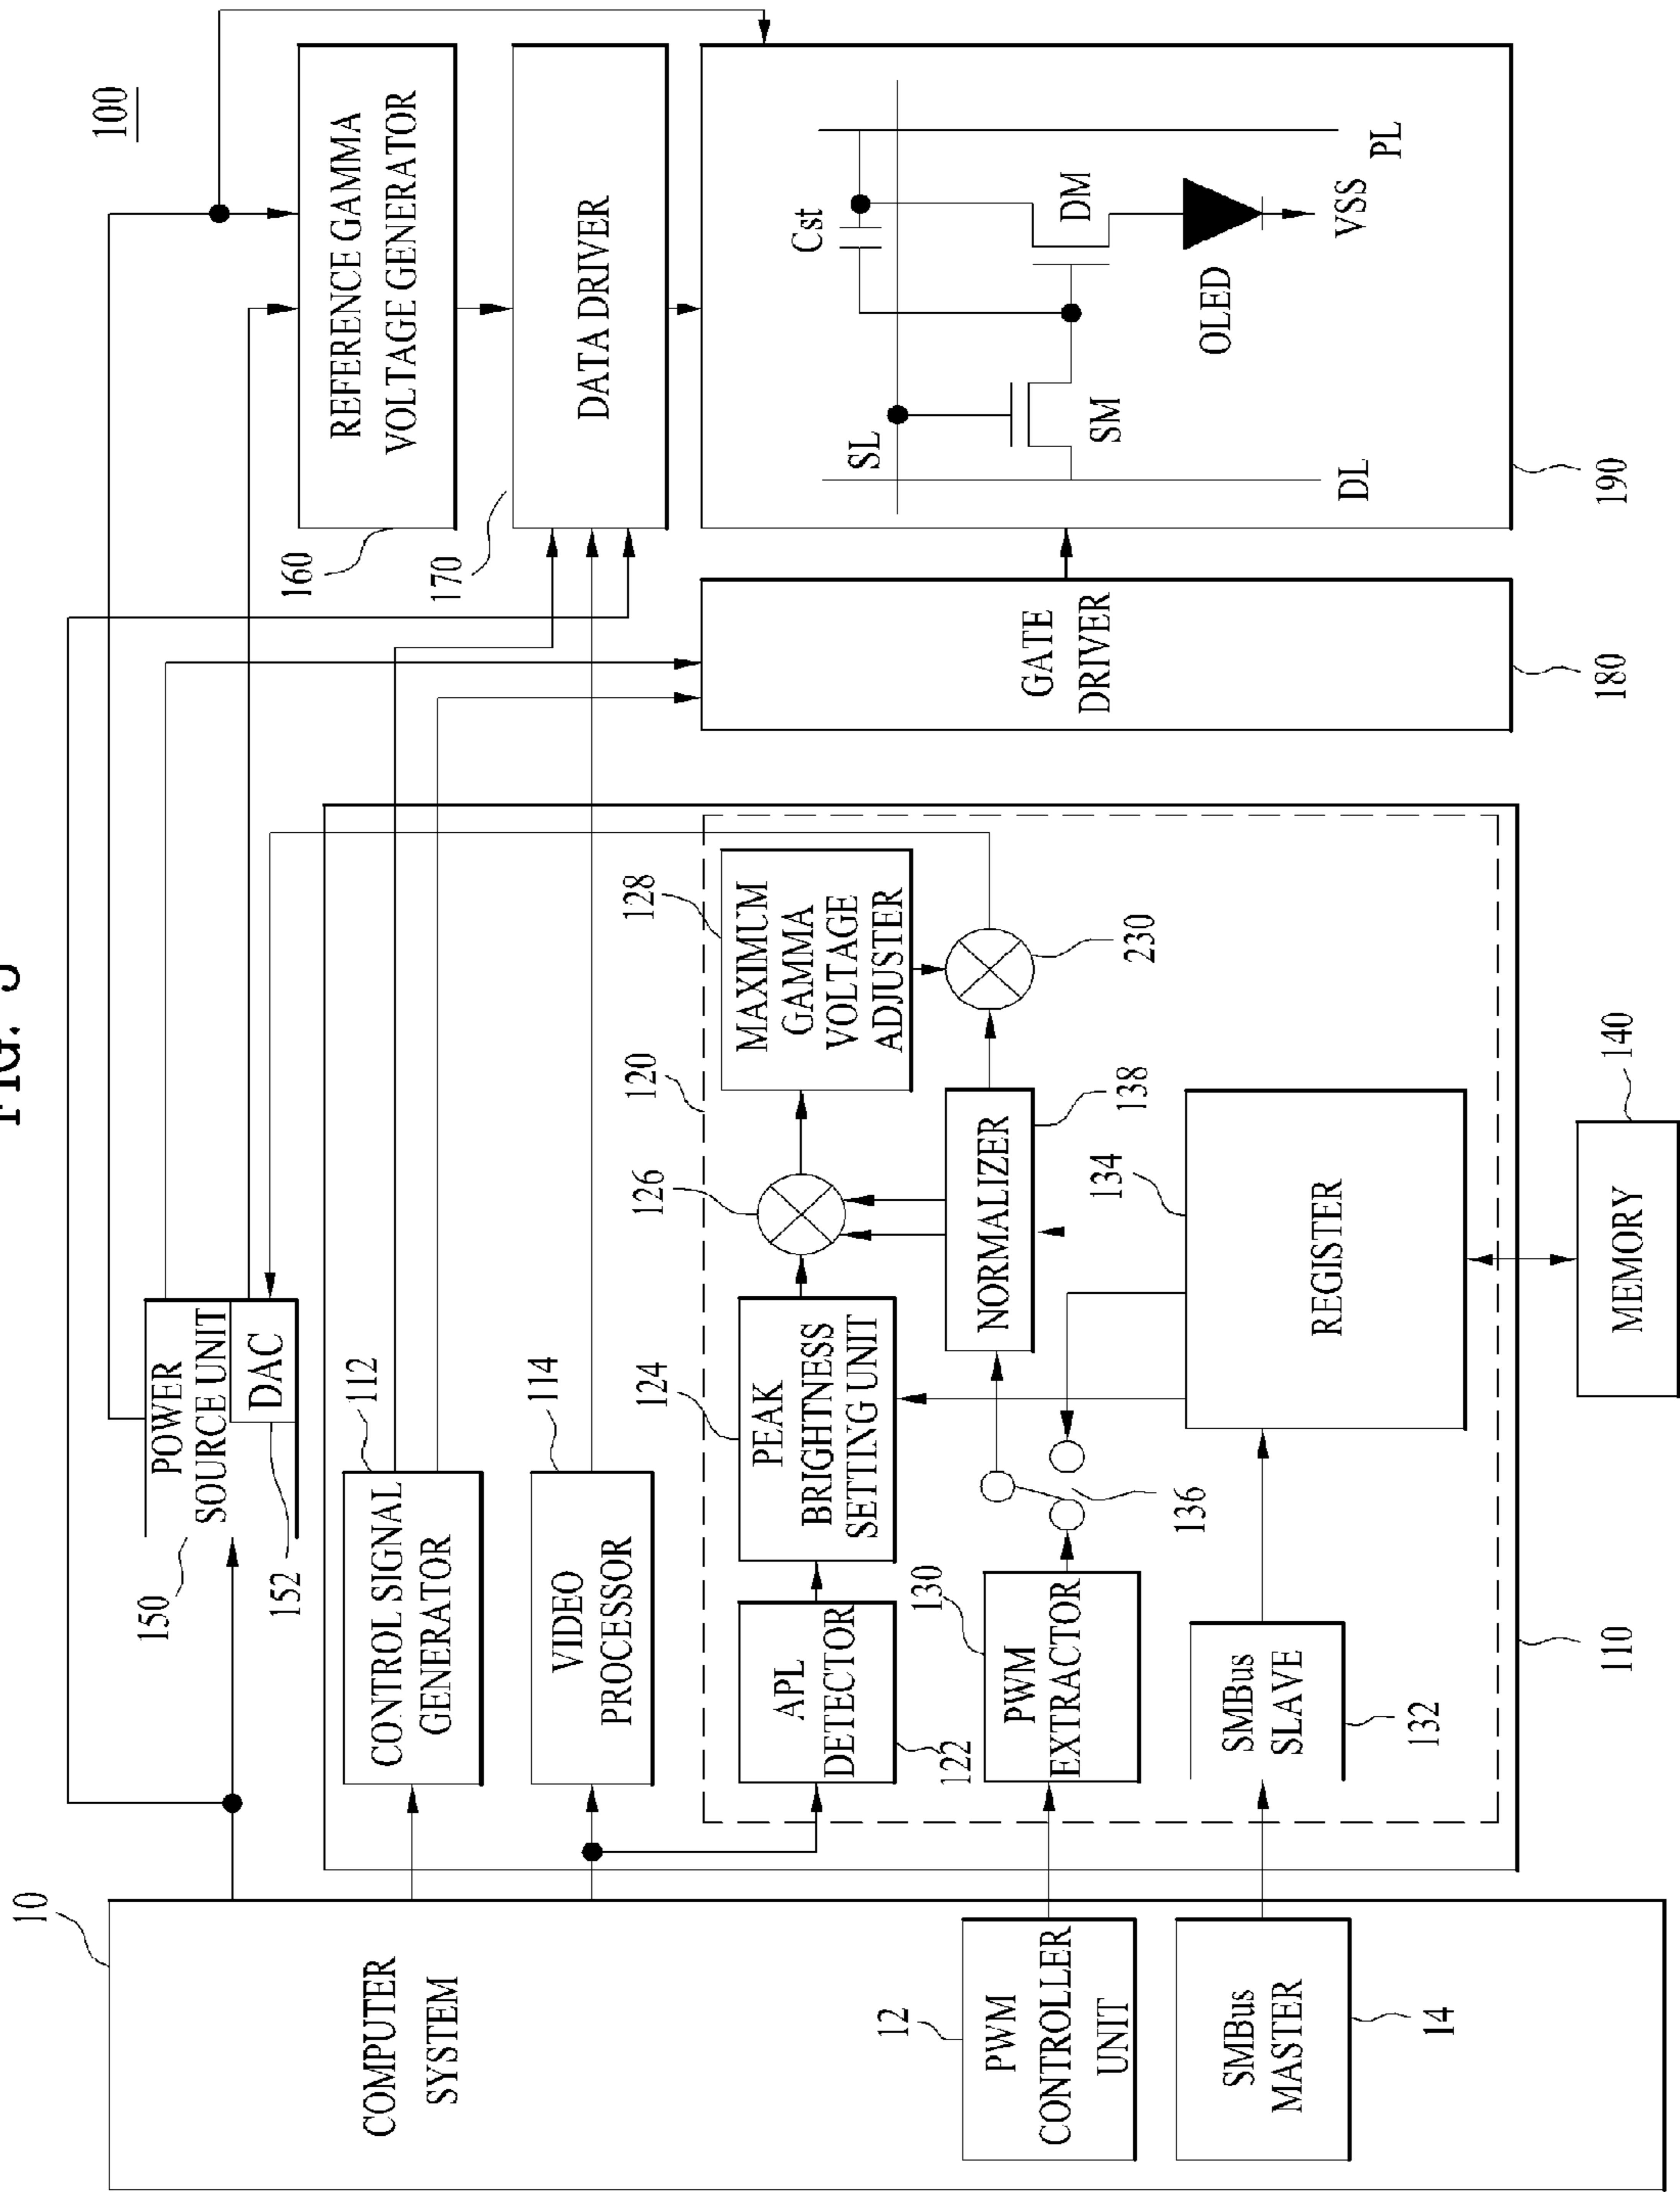 FIG.
100
10
COMPUTER
SYSTEM
12
PWM
CONTROLLER
UNIT
SMBus
MASTER
14
150
POWER
SOURCE UNIT
DAC
152
112
CONTROL SIGNAL
GENERATOR
114
VIDEO
PROCESSOR
120
APL
DETECTOR
122
124
PEAK
BRIGHTNESS
SETTING UNIT
126
128
MAXIMUM
GAMMA
VOLTAGE
ADJUSTER
230
130
PWM
EXTRACTOR
136
NORMALIZER
138
SMBus
SLAVE
132
134
REGISTER
110
MEMORY
140
REFERENCE GAMMA
VOLTAGE GENERATOR
160
DATA DRIVER
170
GATE
DRIVER
180
SL
Cst
SM
DM
OLED
DL
VSS
PL
190